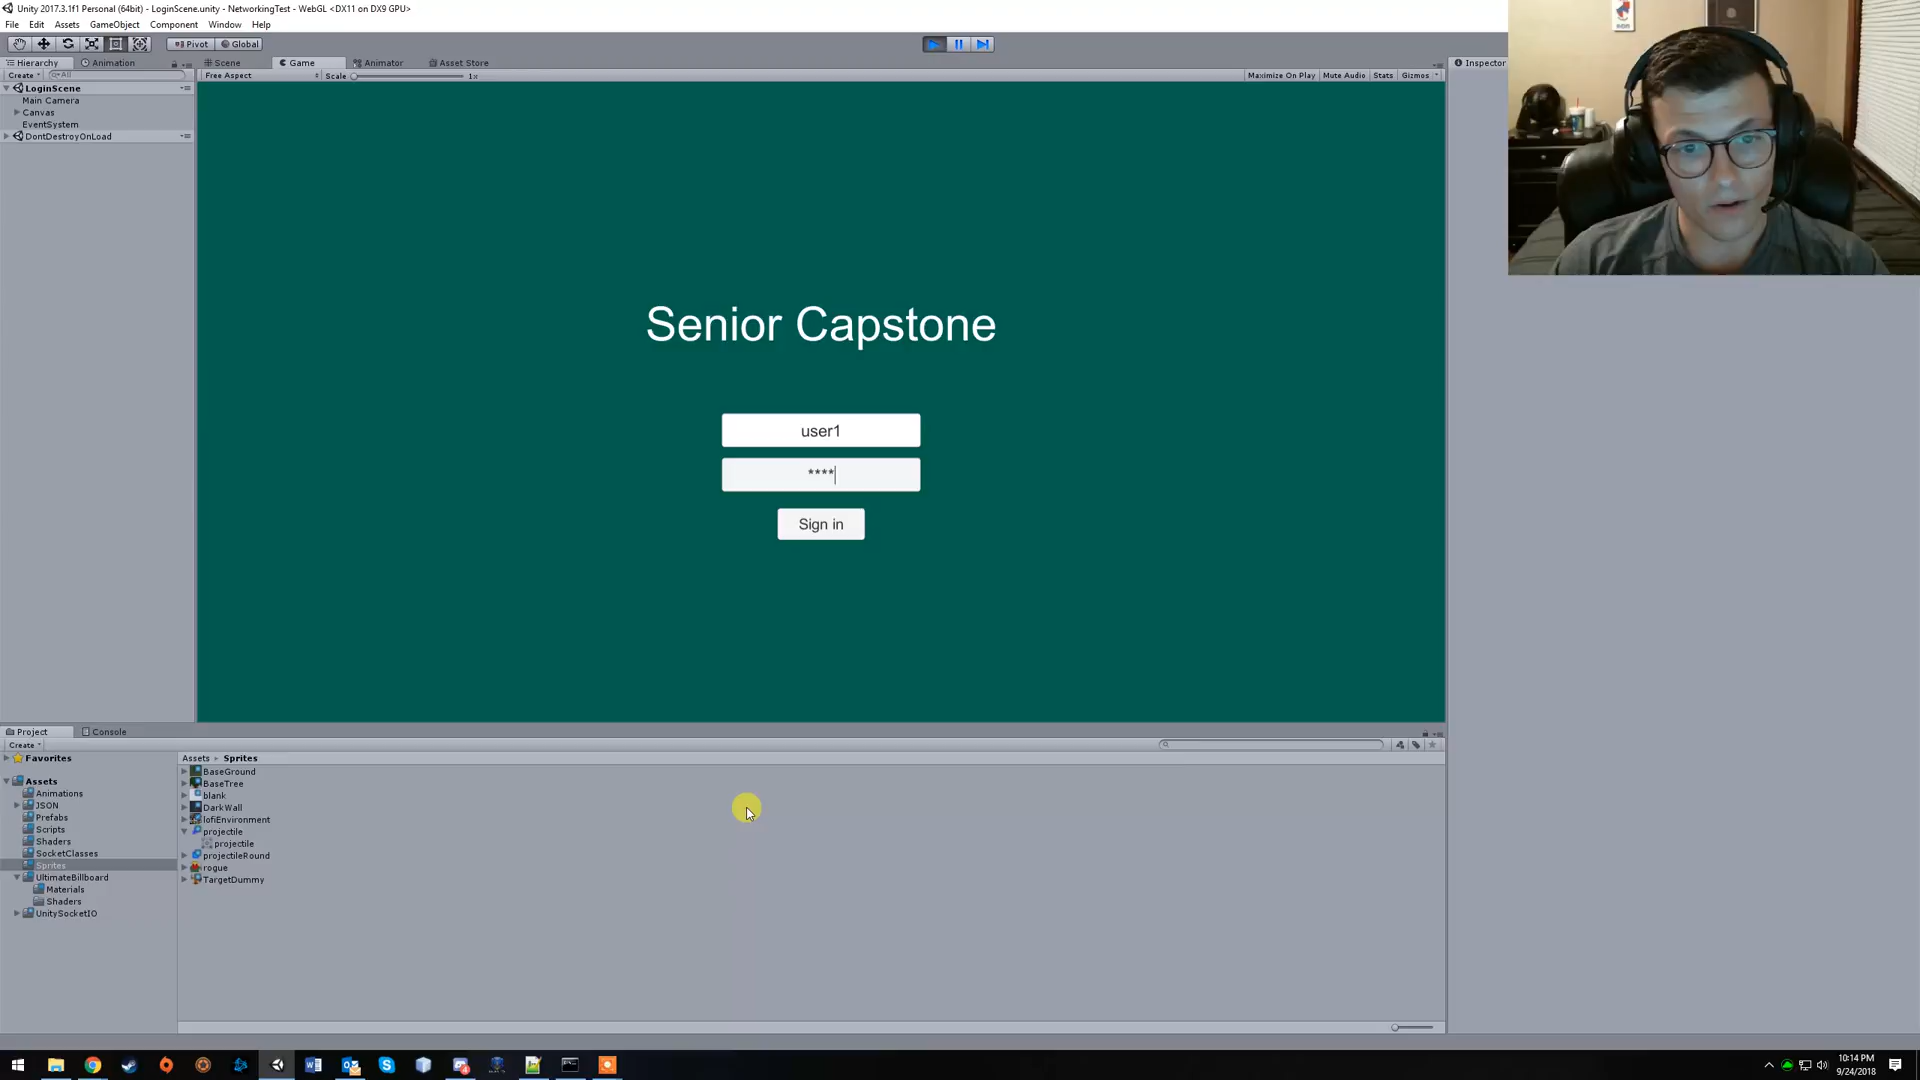 Unity 2017.3.1f1 Personal (64bit) - LoginScene.unity - NetworkingTest - WebGL <DX11 on DX9 GPU>
File Edit Assets GameObject Component Window Help
Pivot Global
Hierarchy Animation Scene Game Animator Asset Store Inspector
Create All Free Aspect Scale 1x Maximize On Play Mute Audio Stats Gizmos
LoginScene
Main Camera
Canvas
EventSystem
DontDestroyOnLoad
Senior Capstone
user1
****
Sign in
Project Console
Create
Favorites
Assets
Animations
JSON
Prefabs
Scripts
Shaders
SocketClasses
Sprites
UltimateBillboard
Materials
Shaders
UnitySocketIO
Assets Sprites
BaseGround
BaseTree
blank
DarkWall
lofiEnvironment
projectile
projectile
projectileRound
rogue
TargetDummy
10:14 PM
9/24/2018